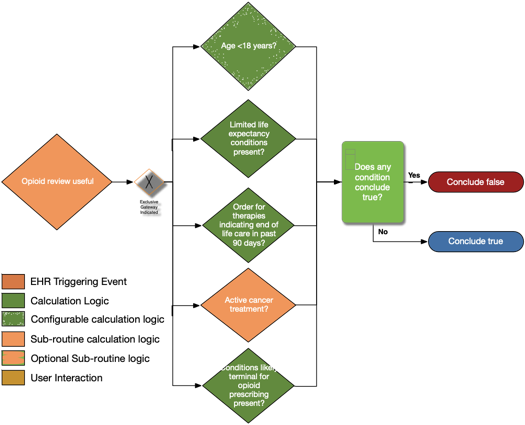 Age <18 years?
Limited life
expectancy
conditions
present?
Opioid review useful
Exclusive
Gateway
Indicated
Does any
condition
conclude
true?
Yes
Conclude false
No
Conclude true
Order for
therapies
indicating end of
life care in past
90 days?
Active cancer
treatment?
conditions likely
terminal for
opioid
prescribing
present?
EHR Triggering Event
Calculation Logic
Configurable calculation logic
Sub-routine calculation logic
Optional Sub-routine logic
User Interaction